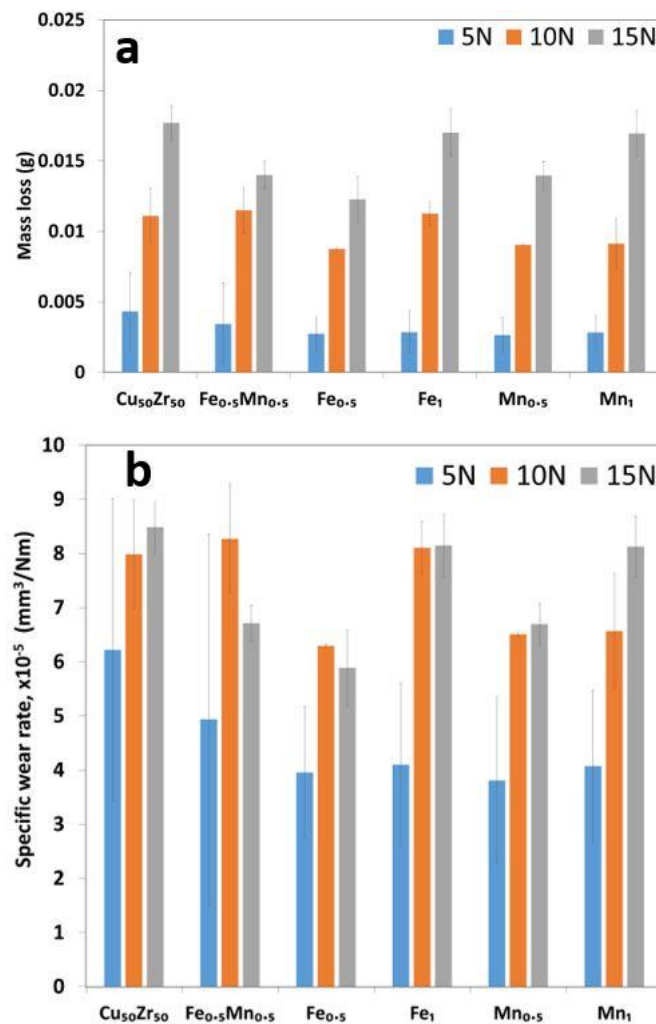 a
5N 10N 15N
0.025
0.02
0.015
0.01
0.005
0
Mass loss (g)
Cu₅₀Zr₅₀ Fe₀.₅Mn₀.₅ Fe₀.₅ Fe₁ Mn₀.₅ Mn₁
b
5N 10N 15N
10
9
8
7
6
5
4
3
2
1
0
Specific wear rate, x10⁻⁵ (mm³/Nm)
Cu₅₀Zr₅₀ Fe₀.₅Mn₀.₅ Fe₀.₅ Fe₁ Mn₀.₅ Mn₁